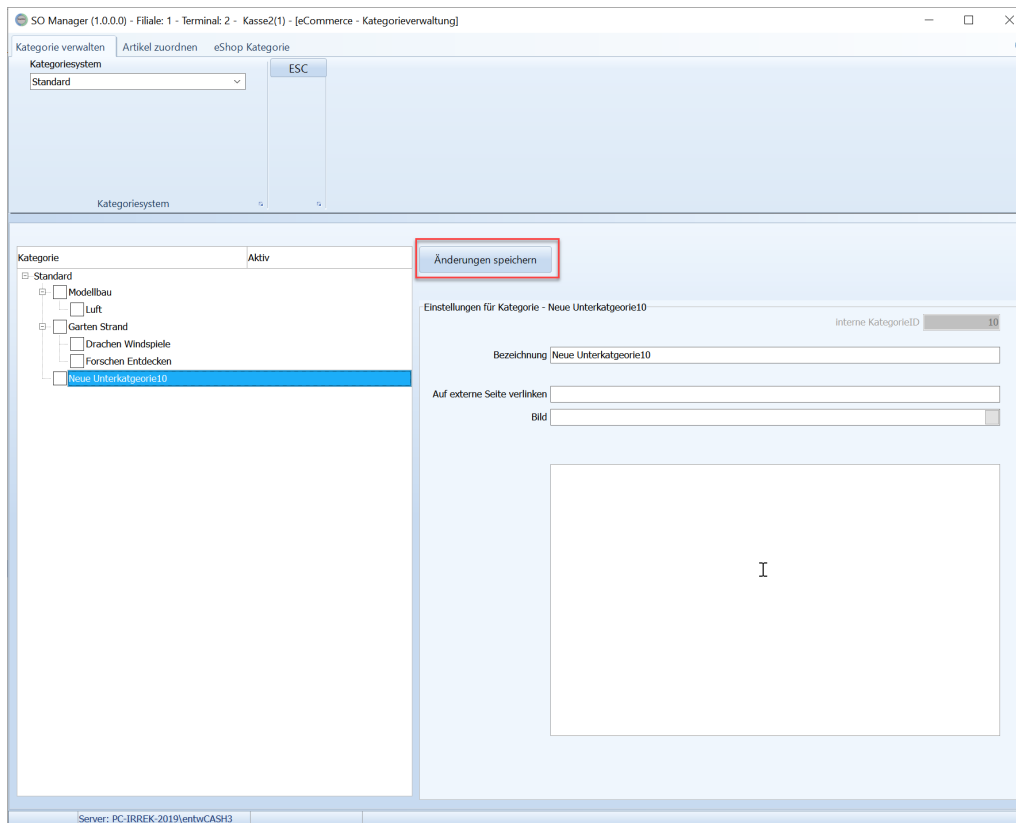 SO Manager (1.0.0.0) - Filiale: 1 - Terminal: 2 - Kasse2(1) - [eCommerce - Kategorieverwaltung]
Kategorie verwalten Artikel zuordnen eShop Kategorie
Kategoriesystem
ESC
Standard
Kategoriesystem
Änderungen speichern
Kategorie Aktiv
Standard
Modellbau
Luft
Garten Strand
Drachen Windspiele
Forschen Entdecken
Neue Unterkatgeorie10
Einstellungen für Kategorie - Neue Unterkatgeorie10
interne KategorieID 10
Bezeichnung Neue Unterkatgeorie10
Auf externe Seite verlinken
Bild
Server: PC-IRREK-2019\entwCASH3